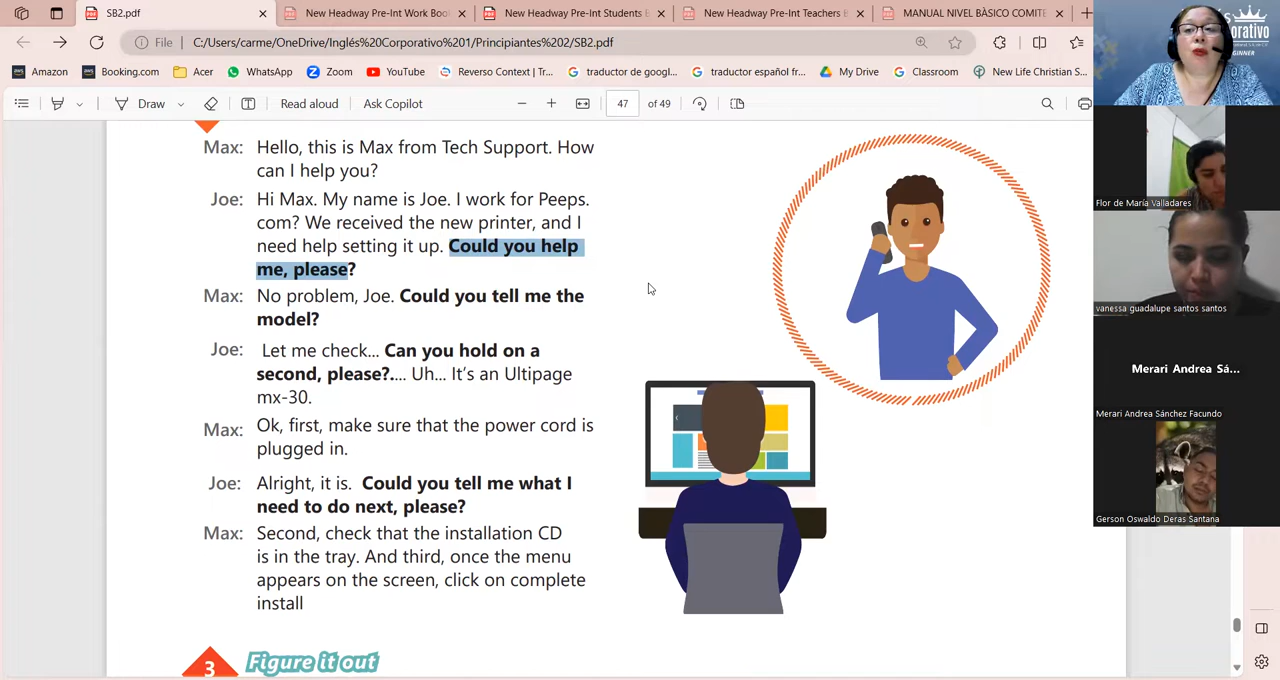 SB2.pdf
New Headway Pre-Int Work Boo
New Headway Pre-Int Students B
New Headway Pre-Int Teachers B
MANUAL NIVEL BÀSICO COMITE
File
C:/Users/carme/OneDrive/Inglés%20Corporativo%201/Principiantes%202/SB2.pdf
Amazon
Booking.com
Acer
WhatsApp
Zoom
YouTube
Reverso Context | Tr...
traductor de googl...
traductor español fr...
My Drive
Classroom
New Life Christian S...
Draw
Read aloud
Ask Copilot
47
of 49
Max: Hello, this is Max from Tech Support. How
can I help you?
Joe: Hi Max. My name is Joe. I work for Peeps.
com? We received the new printer, and I
need help setting it up. Could you help
me, please?
Max: No problem, Joe. Could you tell me the
model?
Joe: Let me check... Can you hold on a
second, please?.... Uh... It's an Ultipage
mx-30.
Max: Ok, first, make sure that the power cord is
plugged in.
Joe: Alright, it is. Could you tell me what I
need to do next, please?
Max: Second, check that the installation CD
is in the tray. And third, once the menu
appears on the screen, click on complete
install
3
Figure it out
Flor de María Valladares
vanessa guadalupe santos santos
Merari Andrea Sá...
Merari Andrea Sánchez Facundo
Gerson Oswaldo Deras Santana